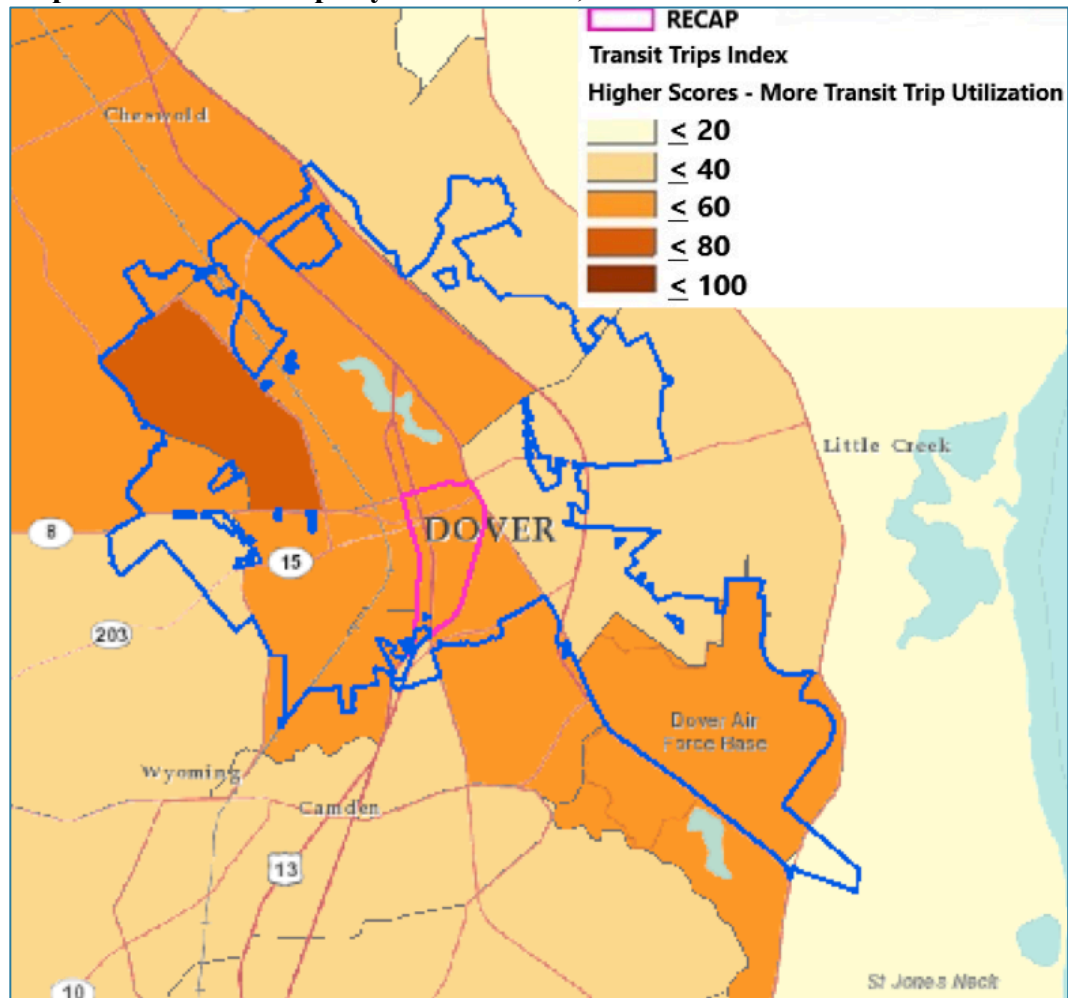 RECAP
Transit Trips Index
Higher Scores - More Transit Trip Utilization
≤ 20
≤ 40
≤ 60
≤ 80
≤ 100
Cheswold
Little Creek
DOVER
8
15
203
Dover Air
Force Base
Wyoming
Camden
13
10
St Jones Neck